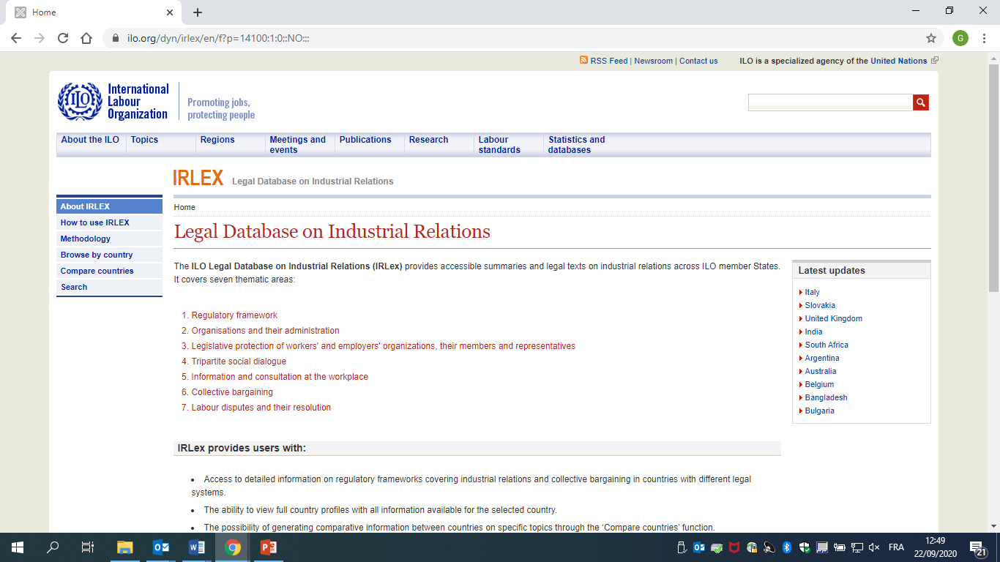 Home
ilo.org/dyn/irlex/en/f?p=14100:1:0::NO:::
G
RSS Feed | Newsroom | Contact us
ILO is a specialized agency of the United Nations
International
Labour
Organization
Promoting jobs,
protecting people
About the ILO
Topics
Regions
Meetings and
events
Publications
Research
Labour
standards
Statistics and
databases
IRLEX Legal Database on Industrial Relations
About IRLEX
How to use IRLEX
Methodology
Browse by country
Compare countries
Search
Home
Legal Database on Industrial Relations
The ILO Legal Database on Industrial Relations (IRLex) provides accessible summaries and legal texts on industrial relations across ILO member States.
It covers seven thematic areas:
1. Regulatory framework
2. Organisations and their administration
3. Legislative protection of workers' and employers' organizations, their members and representatives
4. Tripartite social dialogue
5. Information and consultation at the workplace
6. Collective bargaining
7. Labour disputes and their resolution
Latest updates
Italy
Slovakia
United Kingdom
India
South Africa
Argentina
Australia
Belgium
Bangladesh
Bulgaria
IRLex provides users with:
• Access to detailed information on regulatory frameworks covering industrial relations and collective bargaining in countries with different legal
systems.
• The ability to view full country profiles with all information available for the selected country.
• The possibility of generating comparative information between countries on specific topics through the ‘Compare countries’ function.
FRA
12:49
22/09/2020
21